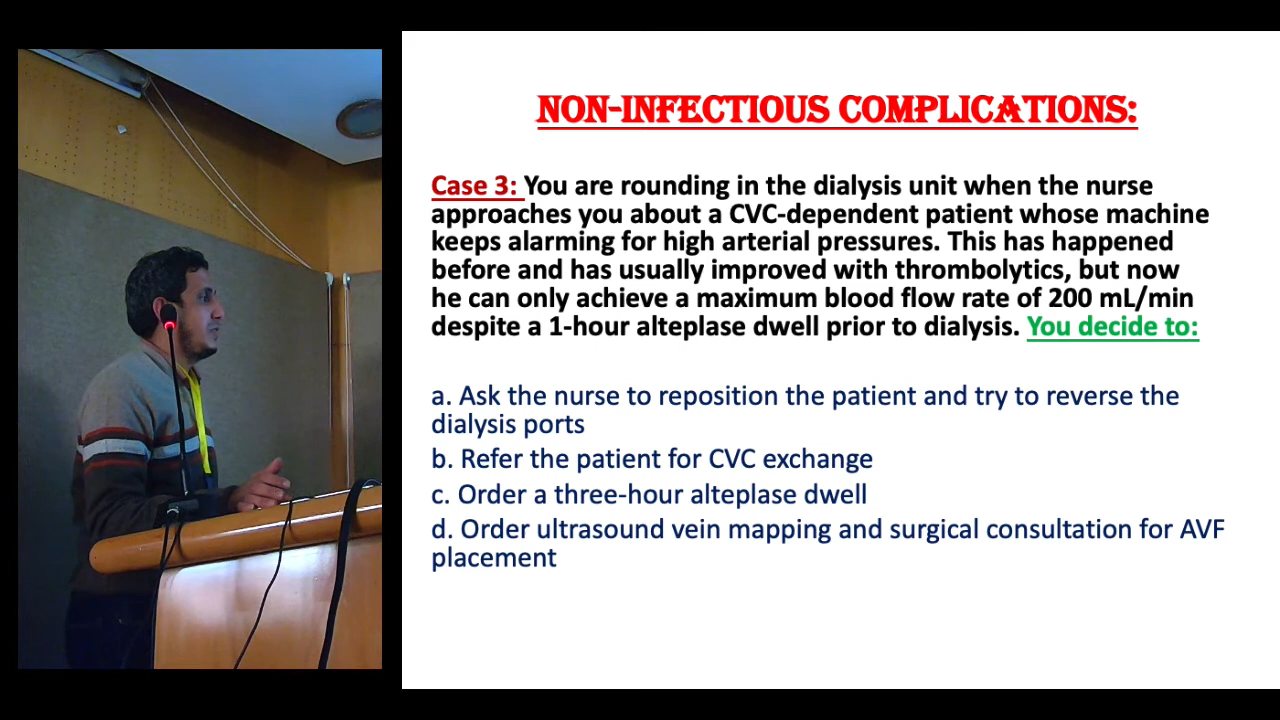 NON-INFECTIOUS COMPLICATIONS:
Case 3: You are rounding in the dialysis unit when the nurse
approaches you about a CVC-dependent patient whose machine
keeps alarming for high arterial pressures. This has happened
before and has usually improved with thrombolytics, but now
he can only achieve a maximum blood flow rate of 200 mL/min
despite a 1-hour alteplase dwell prior to dialysis. You decide to:
a. Ask the nurse to reposition the patient and try to reverse the
dialysis ports
b. Refer the patient for CVC exchange
c. Order a three-hour alteplase dwell
d. Order ultrasound vein mapping and surgical consultation for AVF
placement